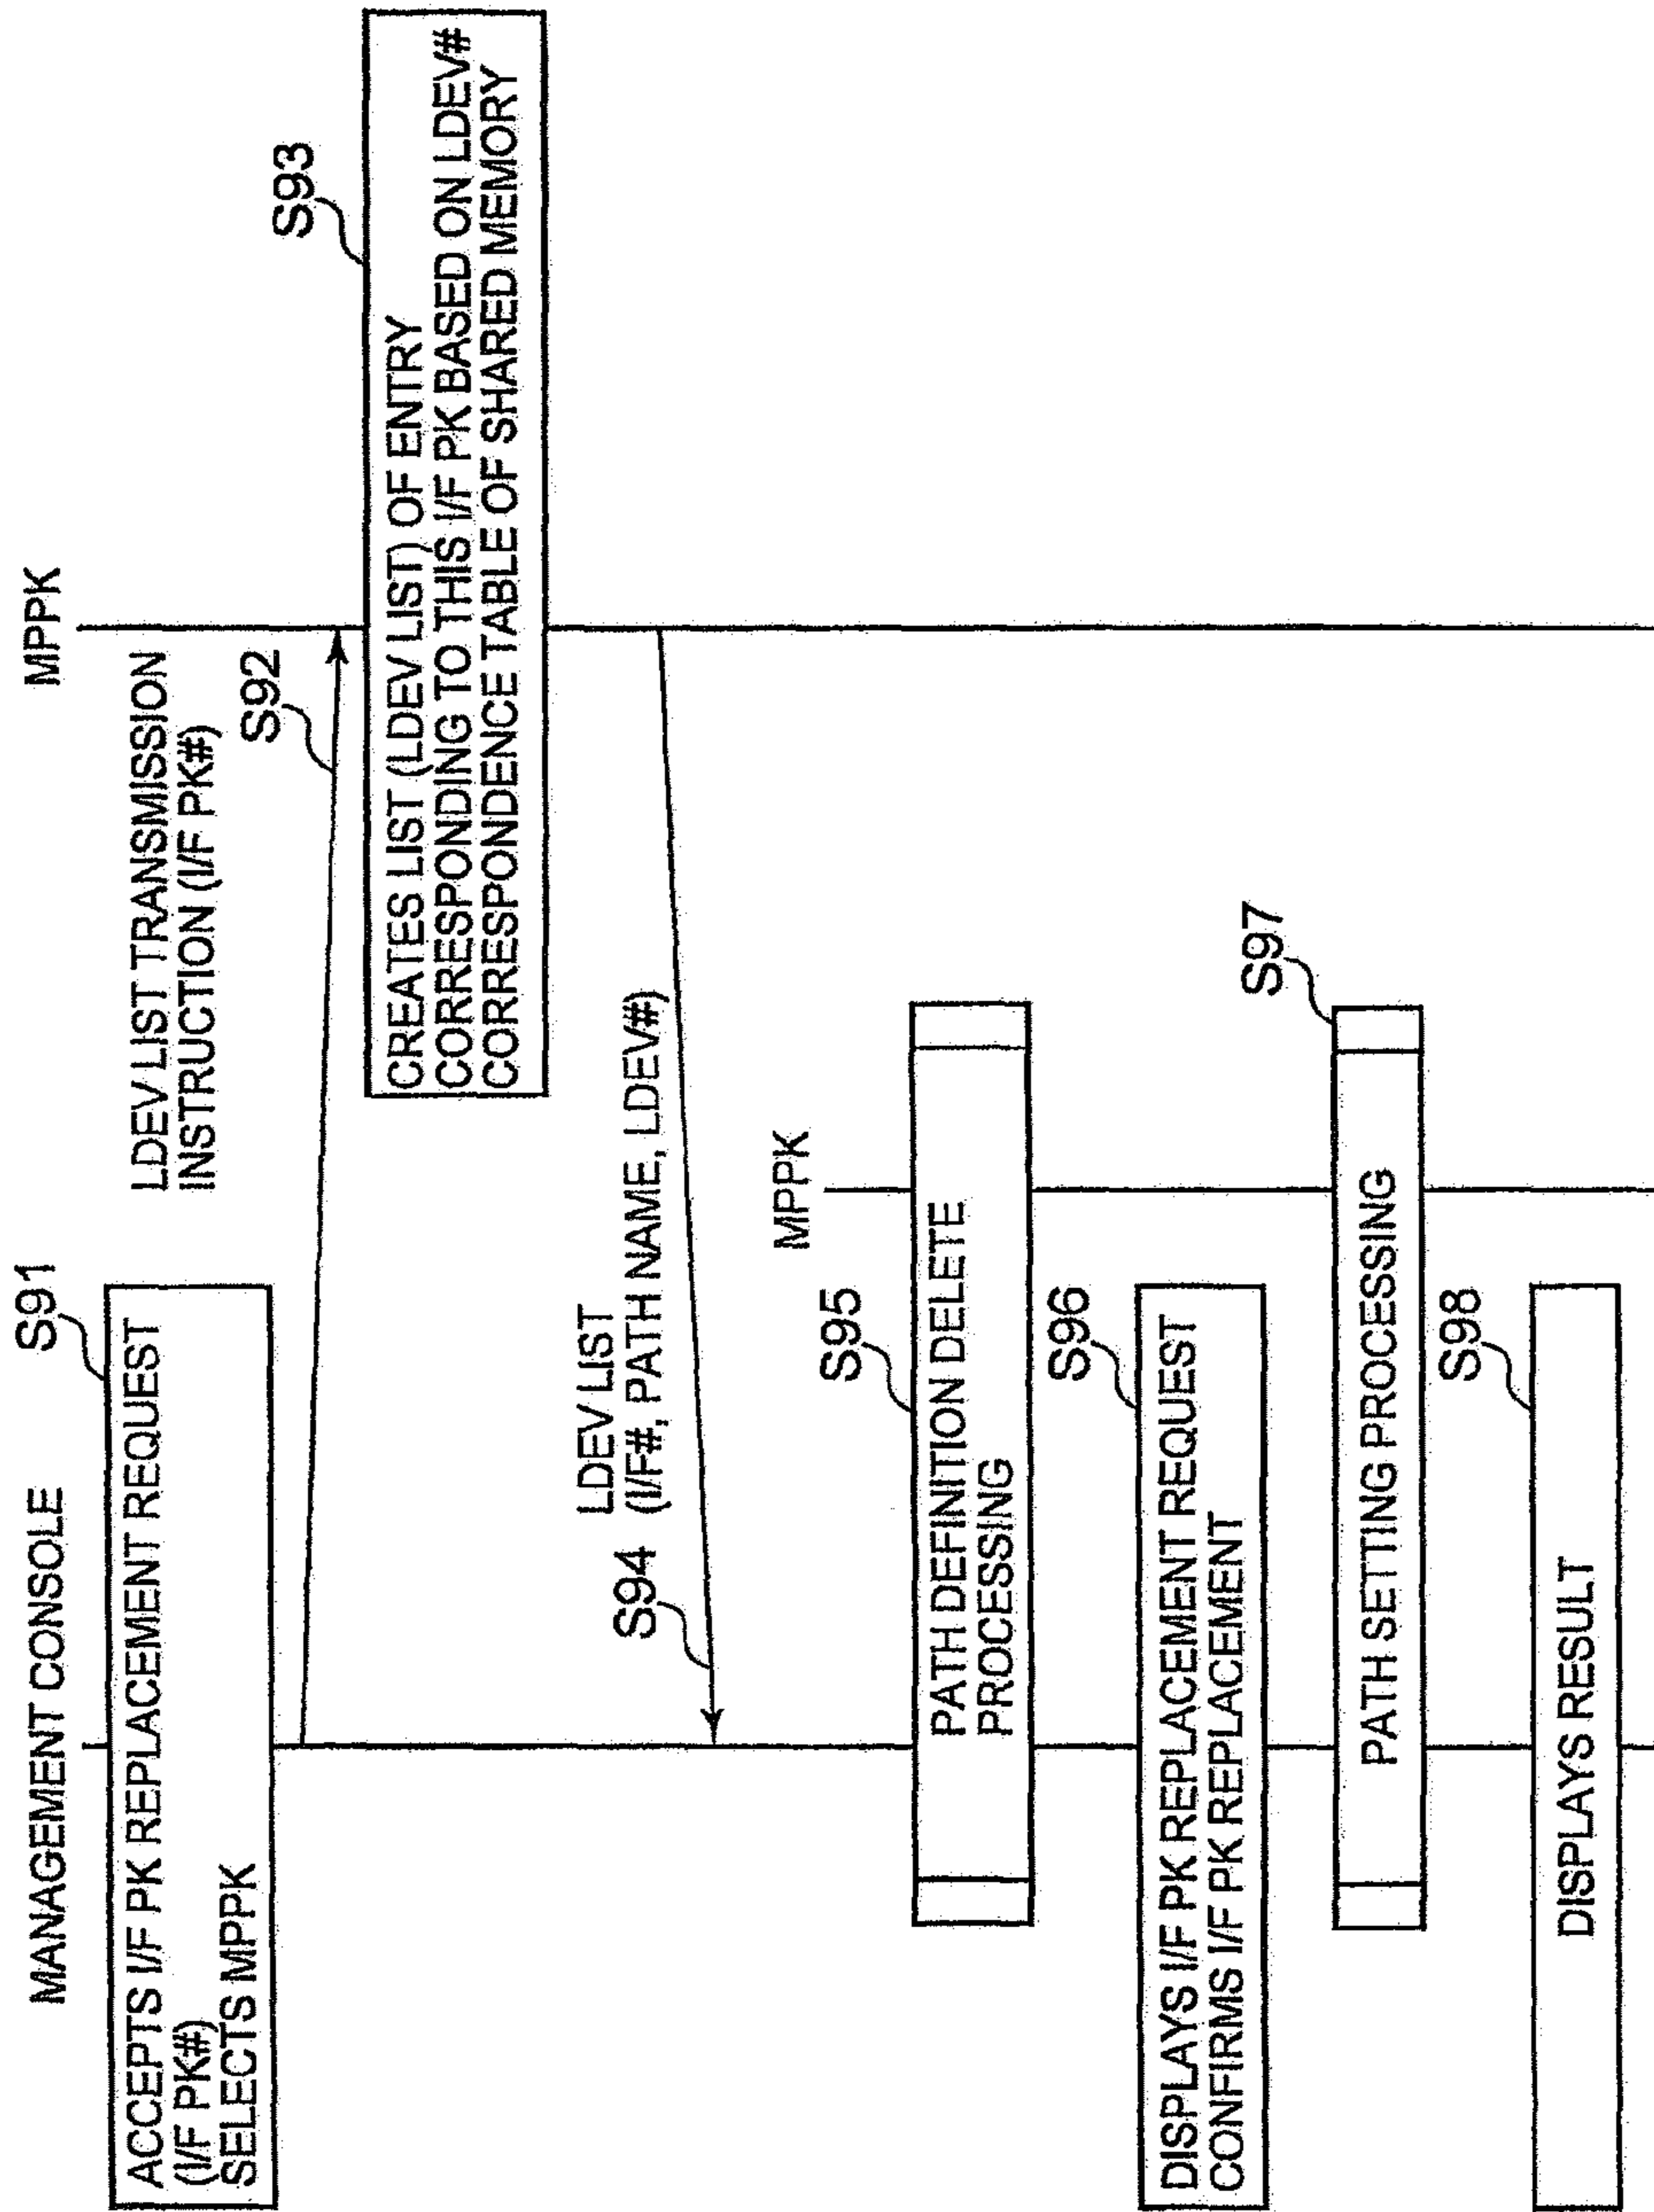 MANAGEMENT CONSOLE
MPPK
S91
ACCEPTS I/F PK REPLACEMENT REQUEST
(I/F PK#)
SELECTS MPPK
LDEV LIST TRANSMISSION
INSTRUCTION (I/F PK#)
S92
S93
CREATES LIST (LDEV LIST) OF ENTRY
CORRESPONDING TO THIS I/F PK BASED ON LDEV#
CORRESPONDENCE TABLE OF SHARED MEMORY
LDEV LIST
(I/F#, PATH NAME, LDEV#)
S94
MPPK
S95
PATH DEFINITION DELETE
PROCESSING
S96
DISPLAYS I/F PK REPLACEMENT REQUEST
CONFIRMS I/F PK REPLACEMENT
S97
PATH SETTING PROCESSING
S98
DISPLAYS RESULT